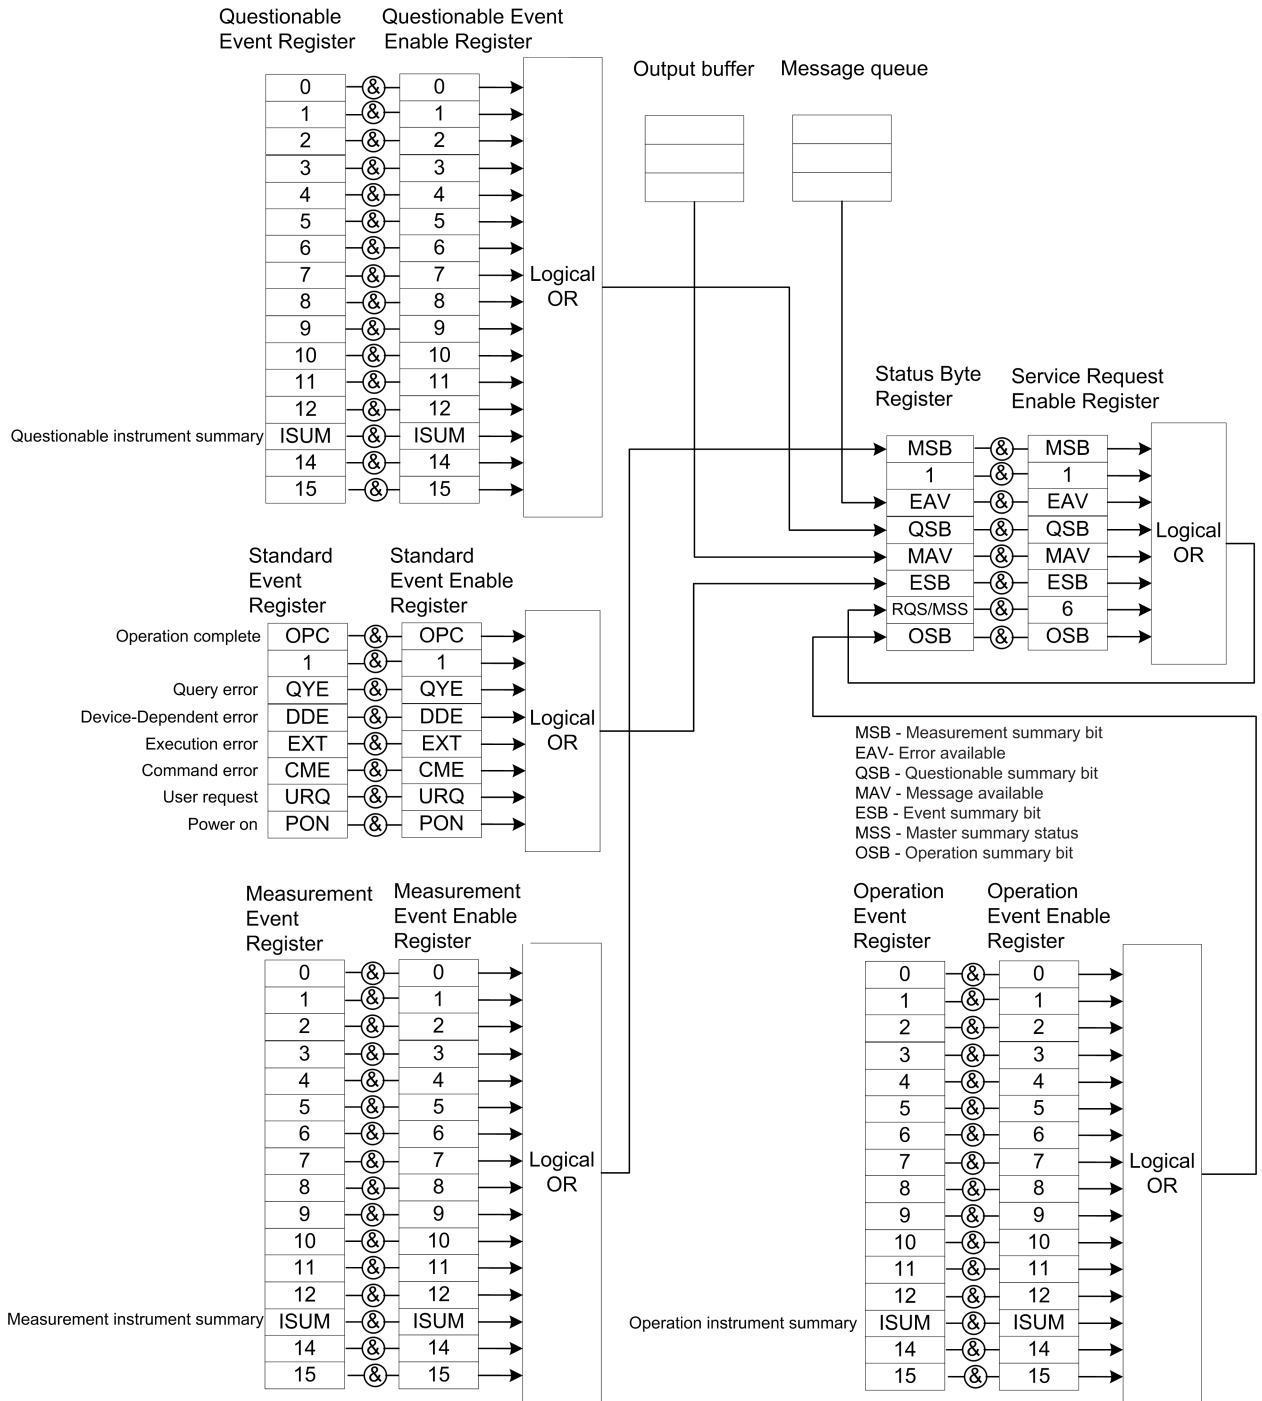 Questionable
Event Register
Questionable Event
Enable Register
0 & 0
1 & 1
2 & 2
3 & 3
4 & 4
5 & 5
6 & 6
7 & 7
8 & 8
9 & 9
10 & 10
11 & 11
12 & 12
Questionable instrument summary ISUM & ISUM
14 & 14
15 & 15
Logical
OR
Output buffer
Message queue
Status Byte
Register
Service Request
Enable Register
MSB & MSB
1 & 1
EAV & EAV
QSB & QSB
MAV & MAV
ESB & ESB
RQS/MSS & 6
OSB & OSB
Logical
OR
Standard
Event
Register
Standard
Event Enable
Register
Operation complete OPC & OPC
1 & 1
Query error QYE & QYE
Device-Dependent error DDE & DDE
Execution error EXT & EXT
Command error CME & CME
User request URQ & URQ
Power on PON & PON
Logical
OR
MSB - Measurement summary bit
EAV- Error available
QSB - Questionable summary bit
MAV - Message available
ESB - Event summary bit
MSS - Master summary status
OSB - Operation summary bit
Measurement
Event
Register
Measurement
Event Enable
Register
0 & 0
1 & 1
2 & 2
3 & 3
4 & 4
5 & 5
6 & 6
7 & 7
8 & 8
9 & 9
10 & 10
11 & 11
12 & 12
Measurement instrument summary ISUM & ISUM
14 & 14
15 & 15
Logical
OR
Operation
Event
Register
Operation
Event Enable
Register
0 & 0
1 & 1
2 & 2
3 & 3
4 & 4
5 & 5
6 & 6
7 & 7
8 & 8
9 & 9
10 & 10
11 & 11
12 & 12
Operation instrument summary ISUM & ISUM
14 & 14
15 & 15
Logical
OR